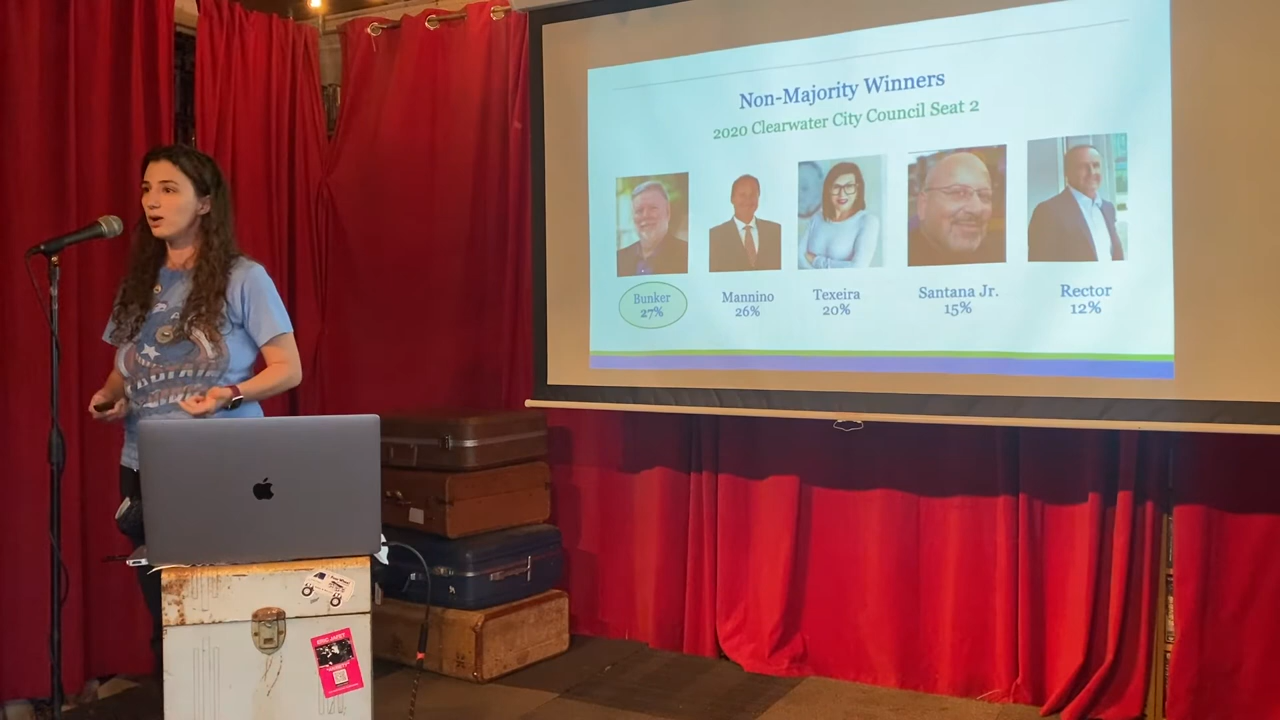 Non-Majority Winners
2020 Clearwater City Council Seat 2
Bunker
27%
Mannino
26%
Texeira
20%
Santana Jr.
15%
Rector
12%